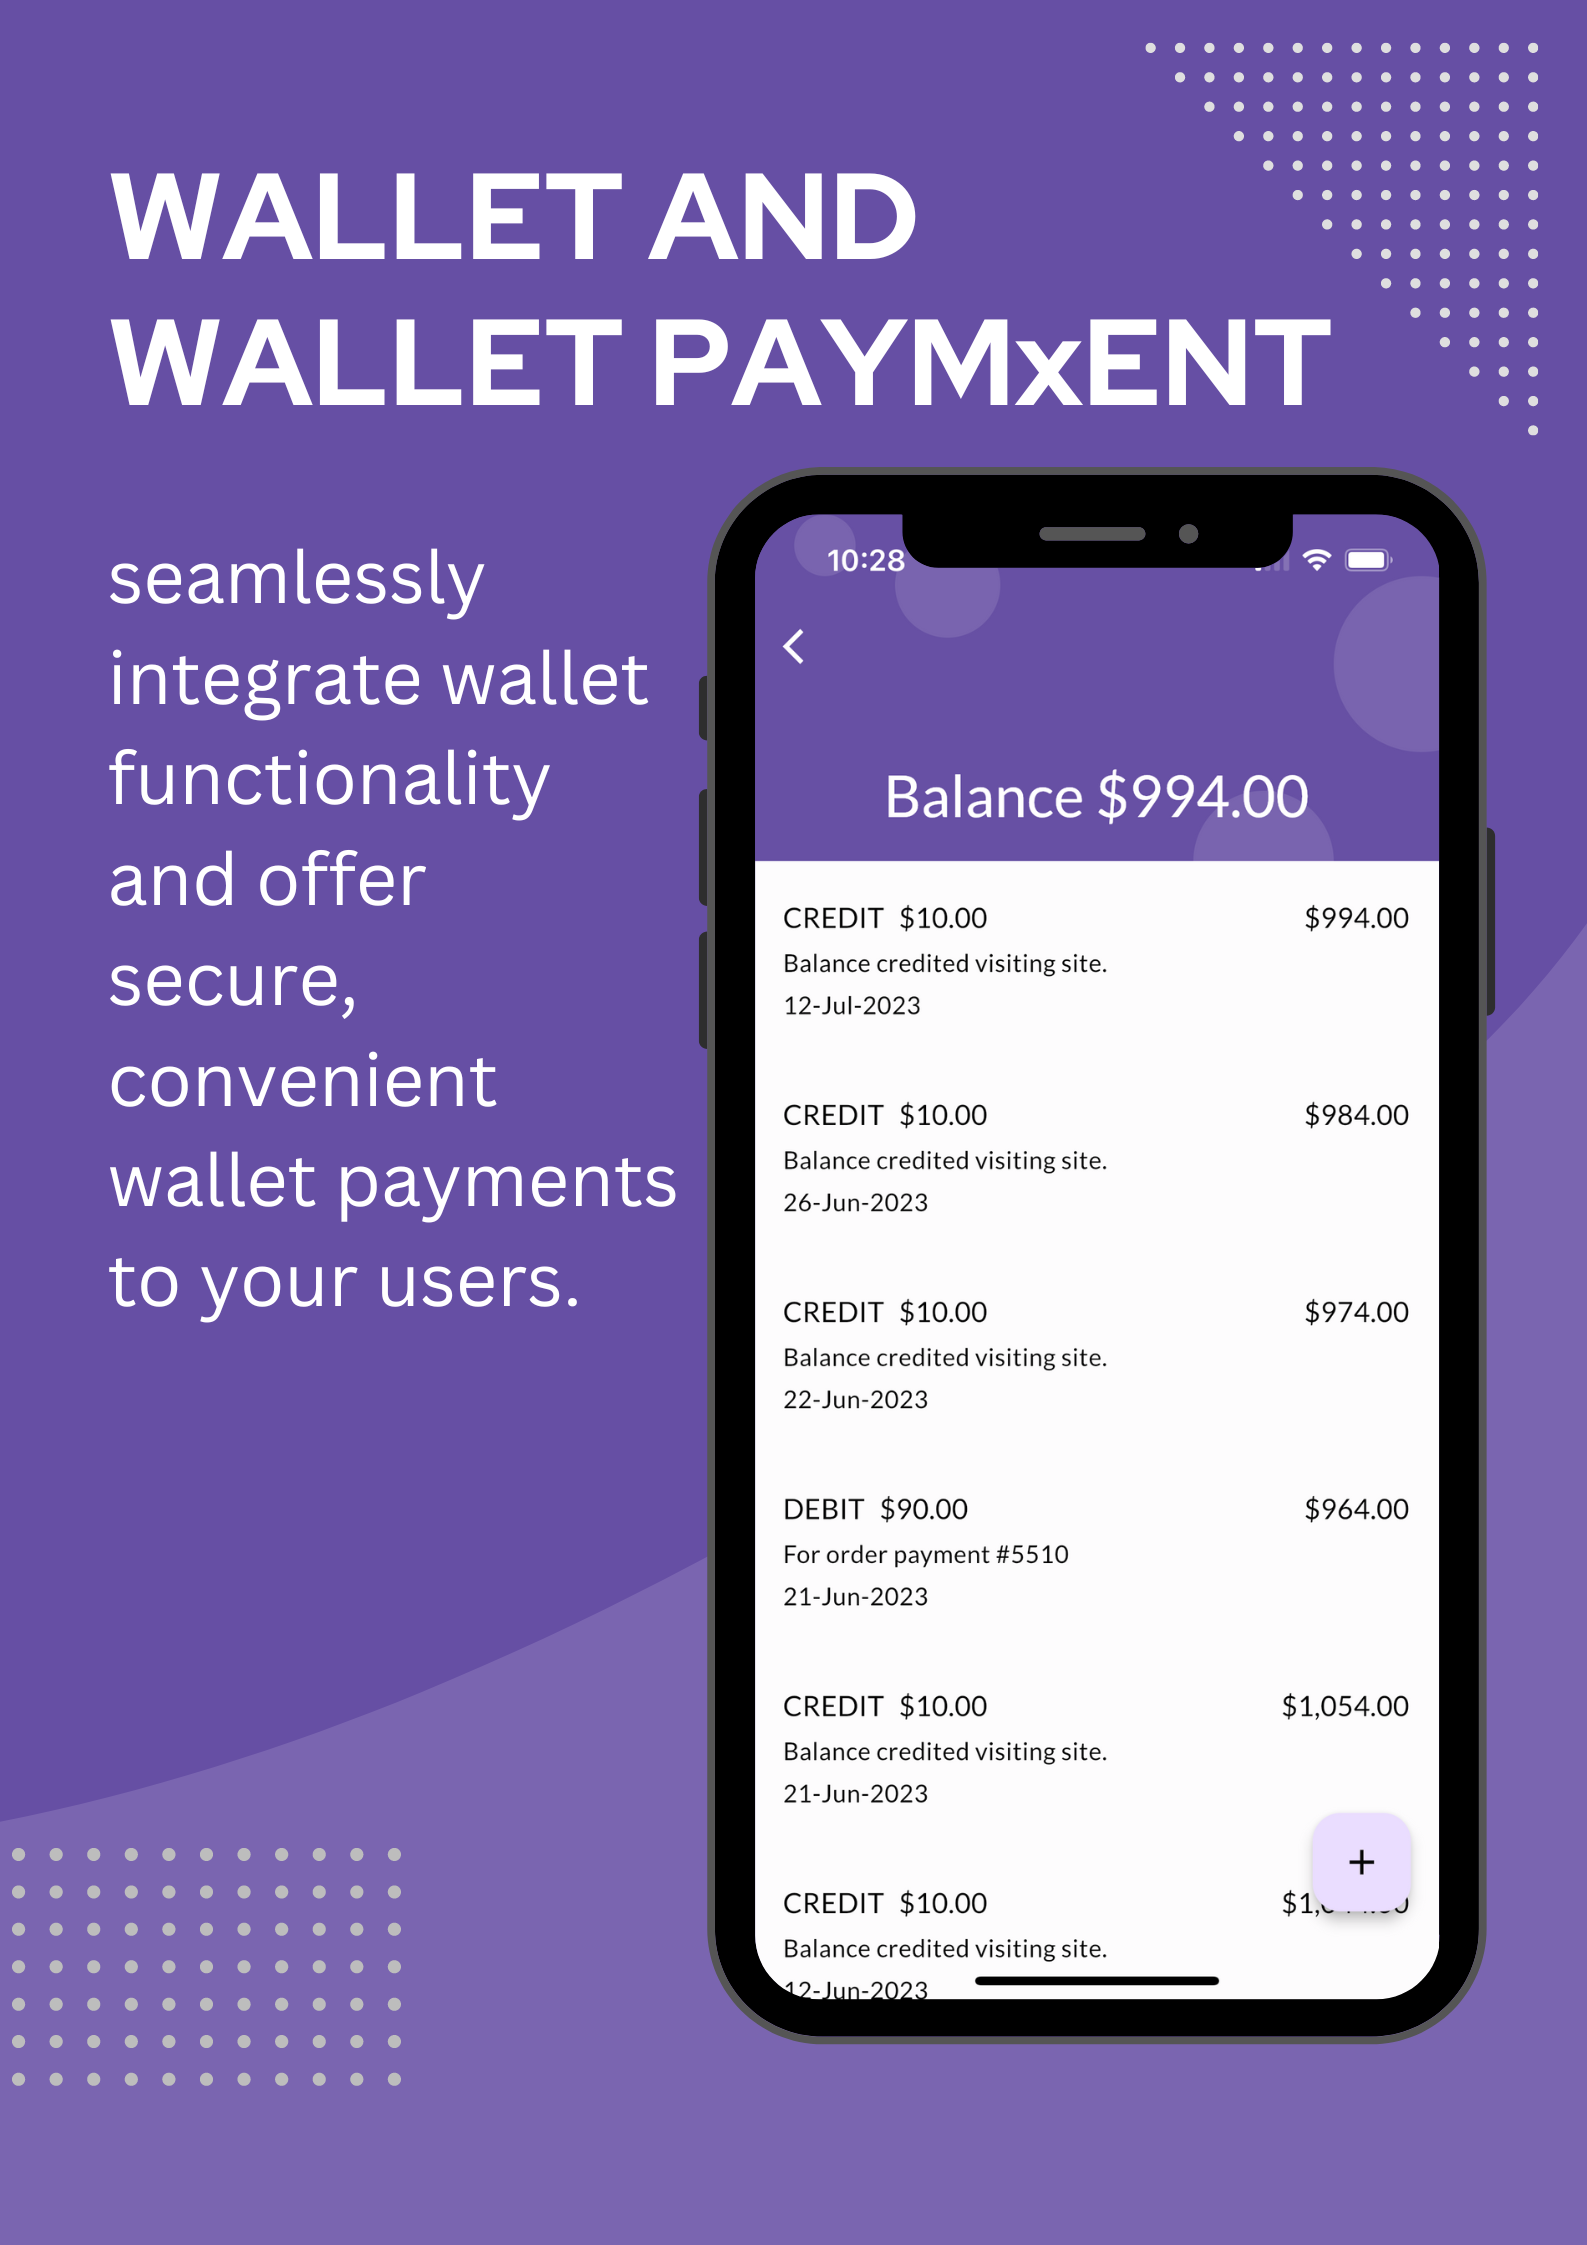 WALLET AND
WALLET PAYMxENT
seamlessly
integrate wallet
functionality
and offer
secure,
convenient
wallet payments
to your users.
10:28
Balance $994.00
CREDIT $10.00 $994.00
Balance credited visiting site.
12-Jul-2023
CREDIT $10.00 $984.00
Balance credited visiting site.
26-Jun-2023
CREDIT $10.00 $974.00
Balance credited visiting site.
22-Jun-2023
DEBIT $90.00 $964.00
For order payment #5510
21-Jun-2023
CREDIT $10.00 $1,054.00
Balance credited visiting site.
21-Jun-2023
+
CREDIT $10.00
Balance credited visiting site.
12-Jun-2023